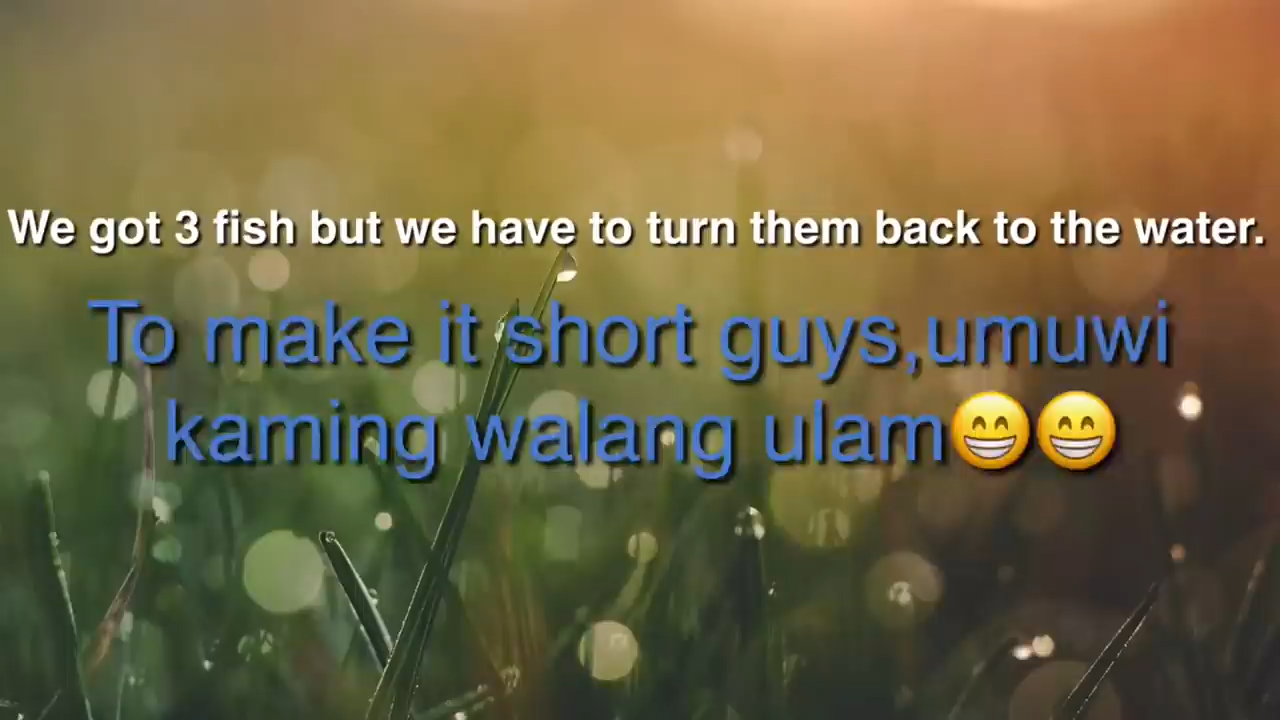 We got 3 fish but we have to turn them back to the water.
To make it short guys,umuwi
kaming walang ulam😁😁